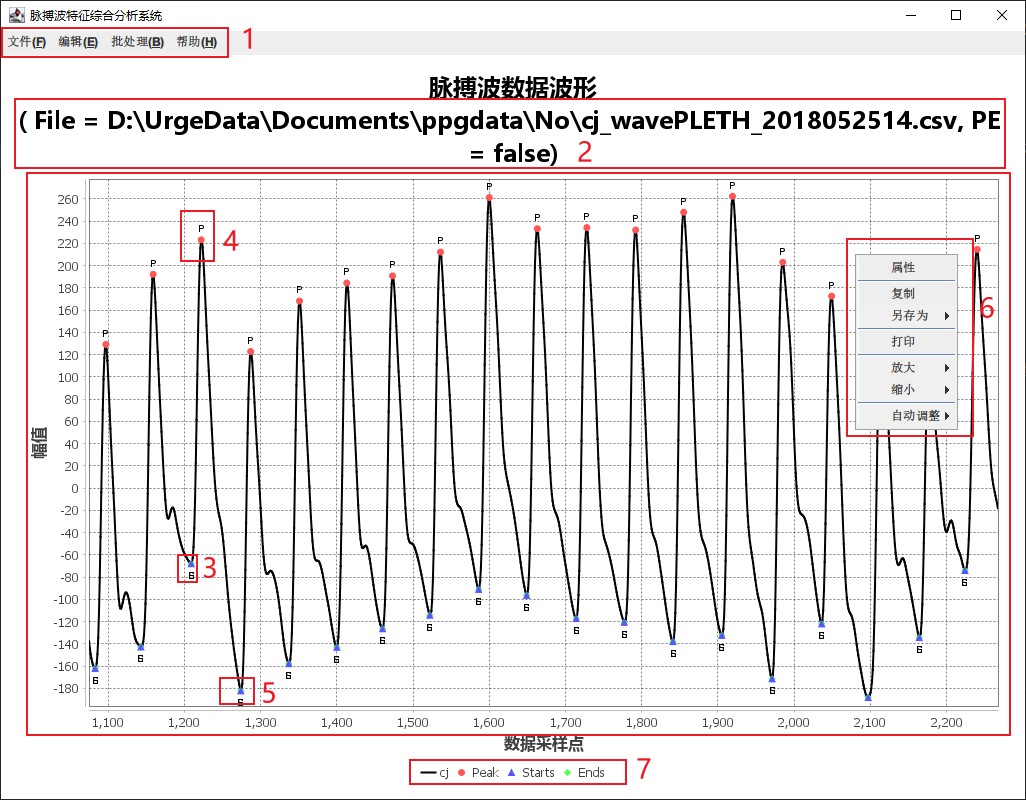 脉搏波特征综合分析系统
文件(F) 编辑(E) 批处理(B) 帮助(H) 1
脉搏波数据波形
( File = D:\UrgeData\Documents\ppgdata\No\cj_wavePLETH_2018052514.csv, PE
= false) 2
幅值
260
240
220
200
180
160
140
120
100
80
60
40
20
0
-20
-40
-60
-80
-100
-120
-140
-160
-180
P P P P P P P P P P P P P P P P P
4
3
5
6
属性
复制
另存为
打印
放大
缩小
自动调整
S S S S S S S S S S S S S S S S S S
1,100 1,200 1,300 1,400 1,500 1,600 1,700 1,800 1,900 2,000 2,100 2,200
数据采样点
cj Peak Starts Ends 7